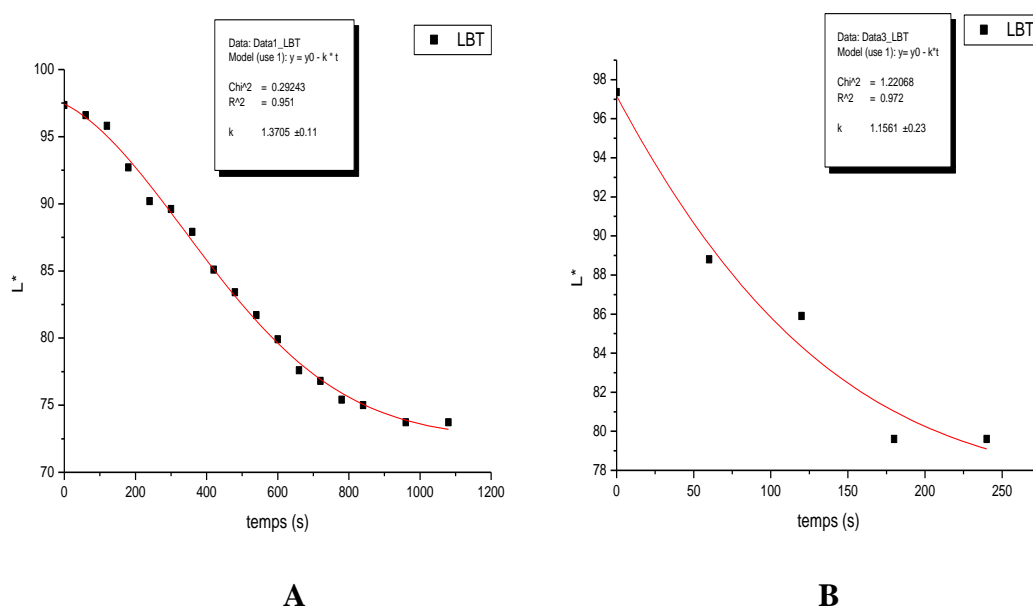 Data: Data1_LBT
Model (use 1): y = y0 - k * t
Chi^2 = 0.29243
R^2 = 0.951
k 1.3705 ±0.11
LBT
100
95
90
85
80
75
70
L*
0 200 400 600 800 1000 1200
temps (s)
A
Data: Data3_LBT
Model (use 1): y= y0 - k*t
Chi^2 = 1.22068
R^2 = 0.972
k 1.1561 ±0.23
LBT
98
96
94
92
90
88
86
84
82
80
78
L*
0 50 100 150 200 250
temps (s)
B